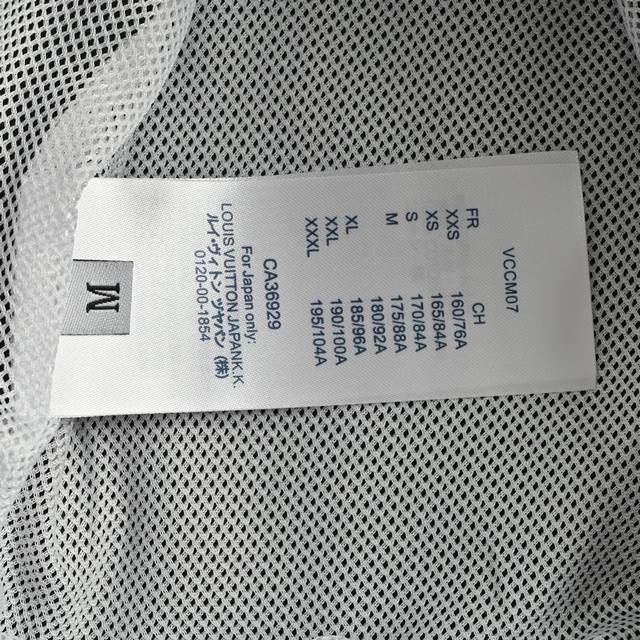 VCCM07
FR CH
XXS 160/76A
XS 165/84A
S 170/84A
M 175/88A
180/92A
XL 185/96A
XXL 190/100A
XXXL 195/104A
CA36929
For Japan only:
LOUIS VUITTON JAPAN K.K.
ルイ・ヴィトン ツヤパン (株)
0120-00-1854
M